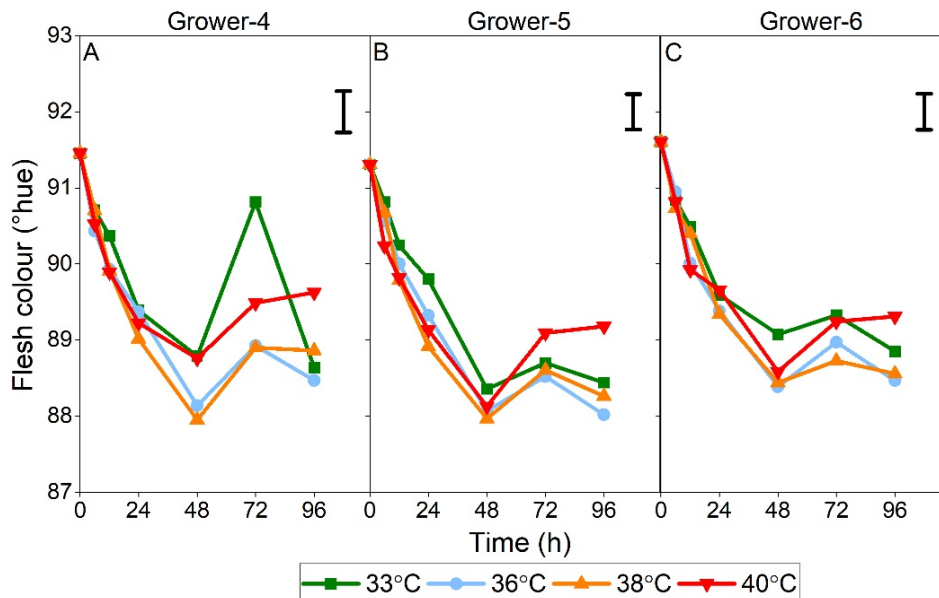 Grower-4 Grower-5 Grower-6
93 A B C
92
91
90
89
88
87
Flesh colour (°hue)
0 24 48 72 96 0 24 48 72 96 0 24 48 72 96
Time (h)
33°C 36°C 38°C 40°C